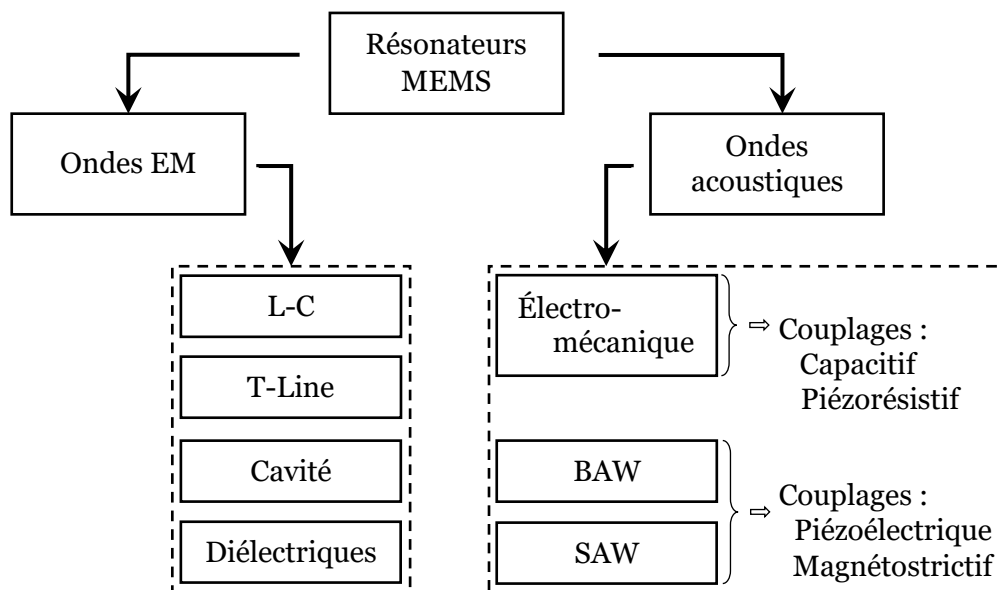 Résonateurs
MEMS
Ondes EM
Ondes
acoustiques
L-C
T-Line
Cavité
Diélectriques
Électro-
mécanique
⇨ Couplages :
Capacitif
Piézorésistif
BAW
SAW
⇨ Couplages :
Piézoélectrique
Magnétostrictif